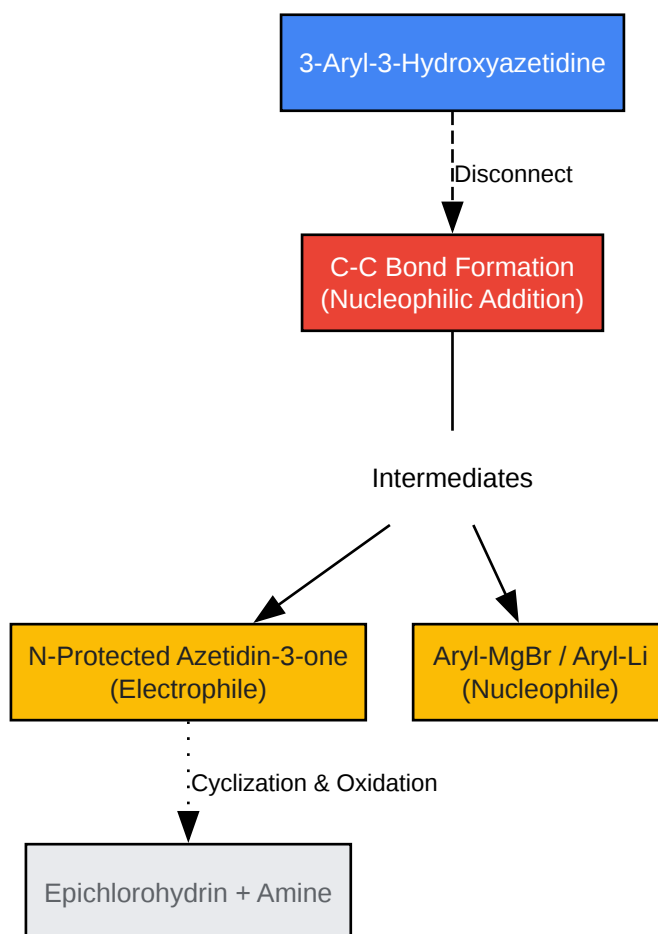 3-Aryl-3-Hydroxyazetidine
Disconnect
C-C Bond Formation
(Nucleophilic Addition)
Intermediates
N-Protected Azetidin-3-one
(Electrophile)
Aryl-MgBr / Aryl-Li
(Nucleophile)
Cyclization & Oxidation
Epichlorohydrin + Amine